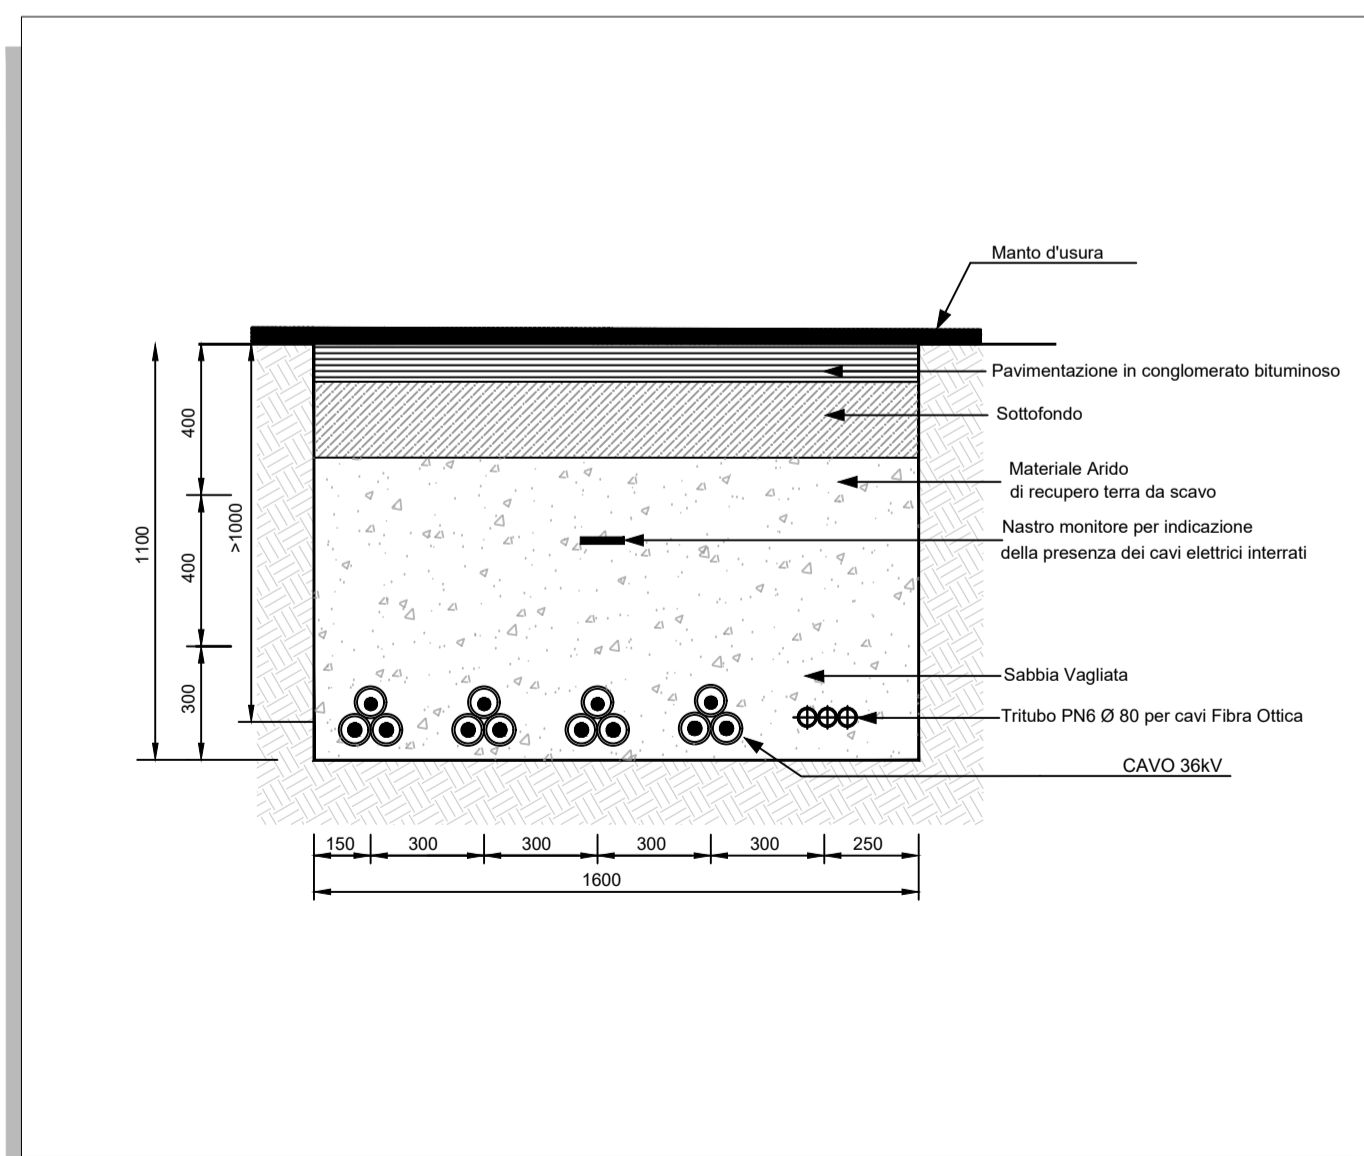 Manto d'usura
Pavimentazione in conglomerato bituminoso
Sottofondo
Materiale Arido
di recupero terra da scavo
Nastro monitore per indicazione
della presenza dei cavi elettrici interrati
Sabbia Vagliata
Tritubo PN6 Ø 80 per cavi Fibra Ottica
CAVO 36kV
1100
400
400
300
>1000
150 300 300 300 300 250
1600